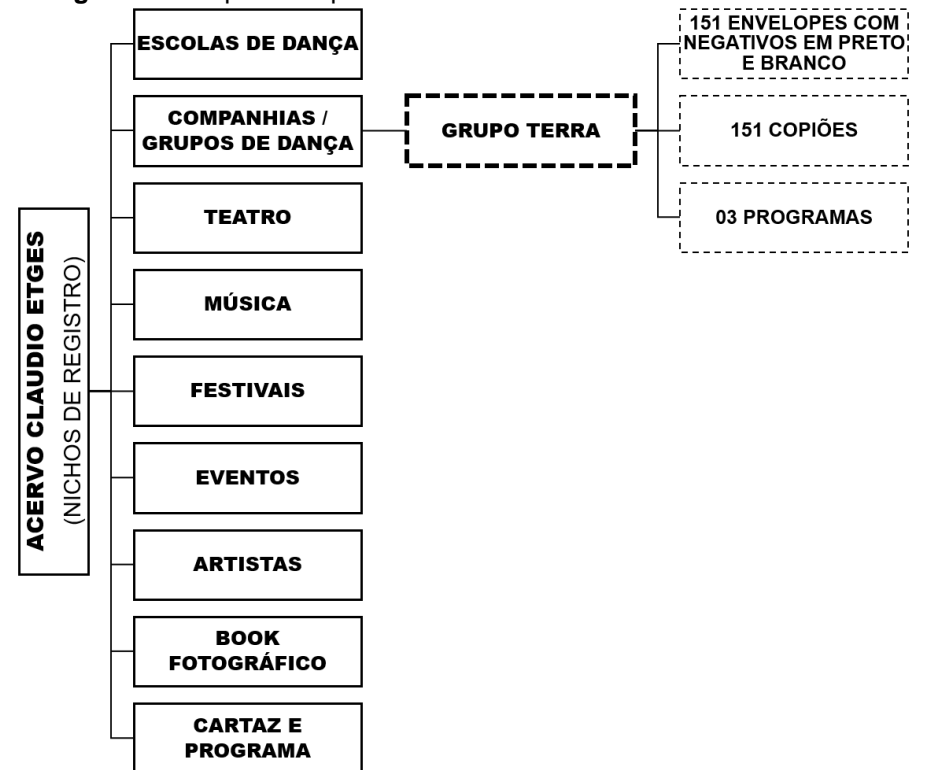 ESCOLAS DE DANÇA
COMPANHIAS /
GRUPOS DE DANÇA
TEATRO
MÚSICA
FESTIVAIS
EVENTOS
ARTISTAS
BOOK
FOTOGRÁFICO
CARTAZ E
PROGRAMA
ACERVO CLAUDIO ETGES
(NICHOS DE REGISTRO)
GRUPO TERRA
151 ENVELOPES COM
NEGATIVOS EM PRETO
E BRANCO
151 COPIÕES
03 PROGRAMAS